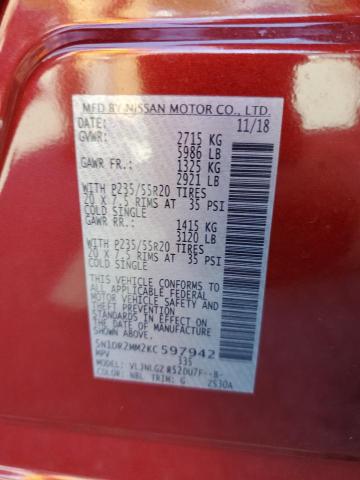 MFD BY NISSAN MOTOR CO., LTD.
DATE: 11/18
GVWR: 2715 KG
5986 LB
GAWR FR.: 1325 KG
2921 LB
WITH P235/55R20 TIRES
20 X 7.5 RIMS AT 35 PSI
COLD SINGLE
GAWR RR.: 1415 KG
3120 LB
WITH P235/55R20 TIRES
20 X 7.5 RIMS AT 35 PSI
COLD SINGLE
THIS VEHICLE CONFORMS TO ALL
APPLICABLE FEDERAL MOTOR
VEHICLE SAFETY, BUMPER, AND
THEFT PREVENTION
STANDARDS IN EFFECT ON THE
DATE OF MANUFACTURE
SHOWN ABOVE.
5N1DR2MM2KC597942
MPV 335
MODEL: VLJNLGZ
COLOR: NBL TRIM: G 2S30A